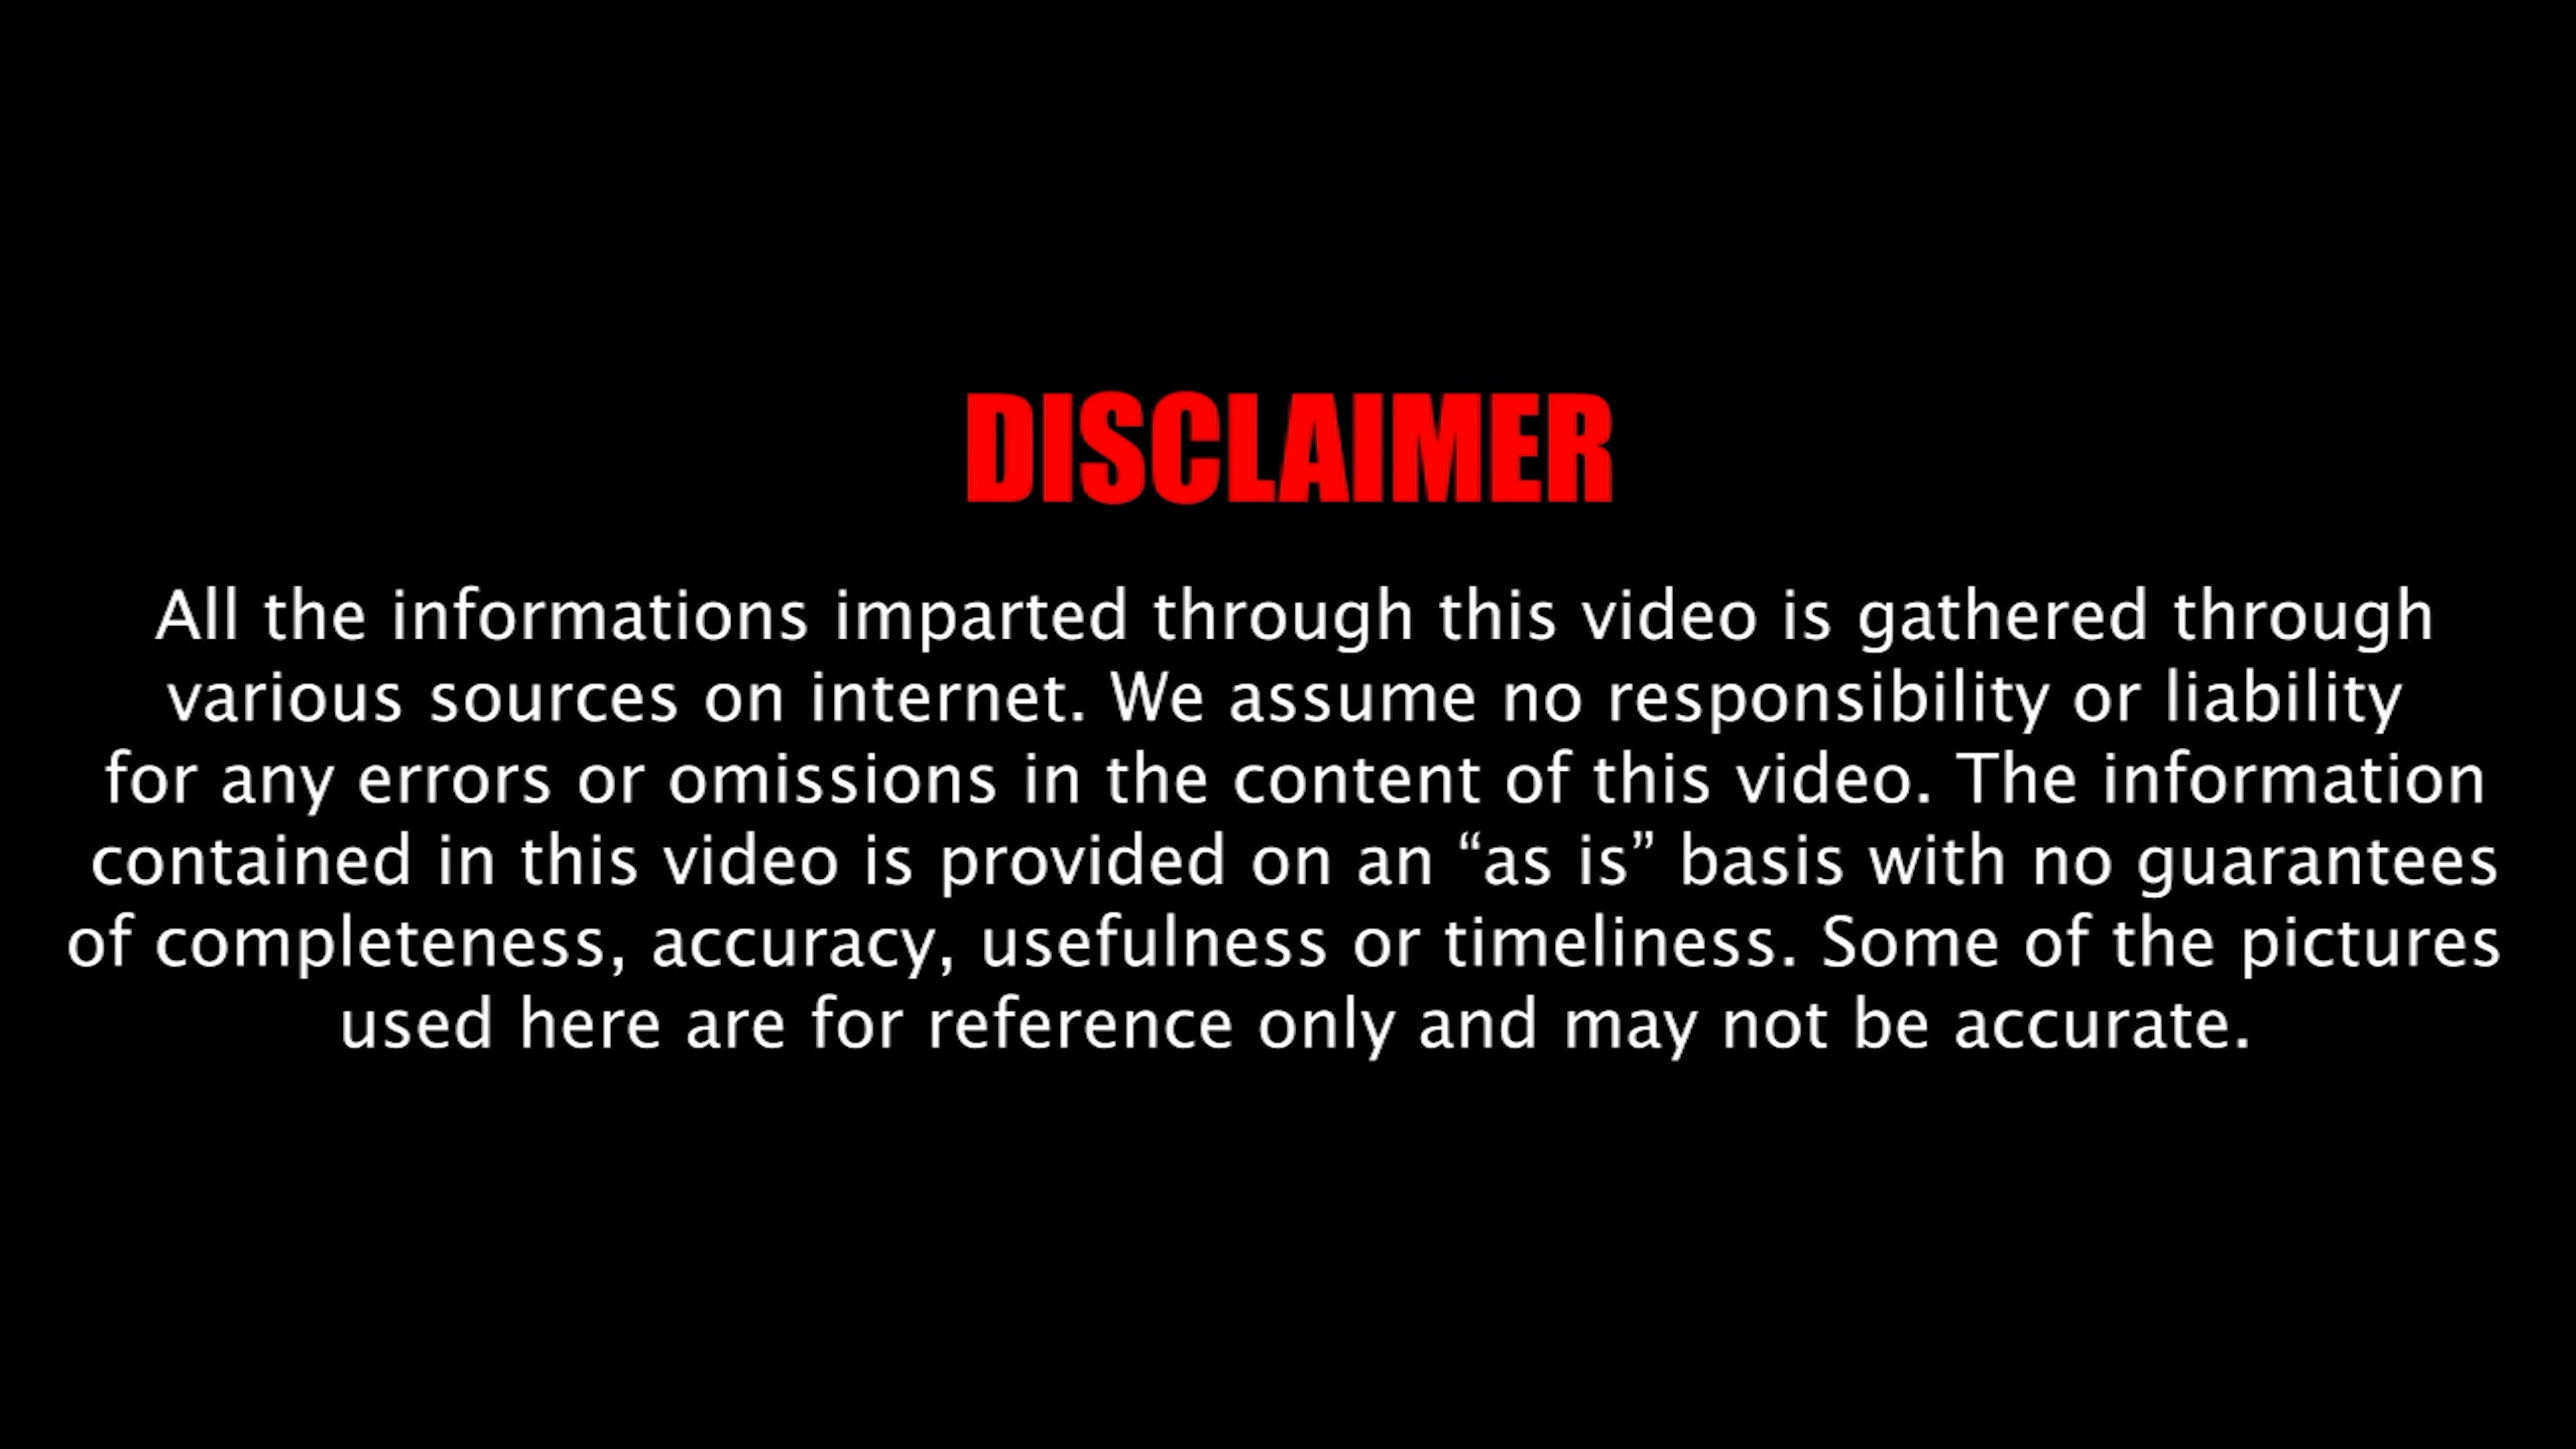 DISCLAIMER
All the informations imparted through this video is gathered through
various sources on internet. We assume no responsibility or liability
for any errors or omissions in the content of this video. The information
contained in this video is provided on an “as is” basis with no guarantees
of completeness, accuracy, usefulness or timeliness. Some of the pictures
used here are for reference only and may not be accurate.